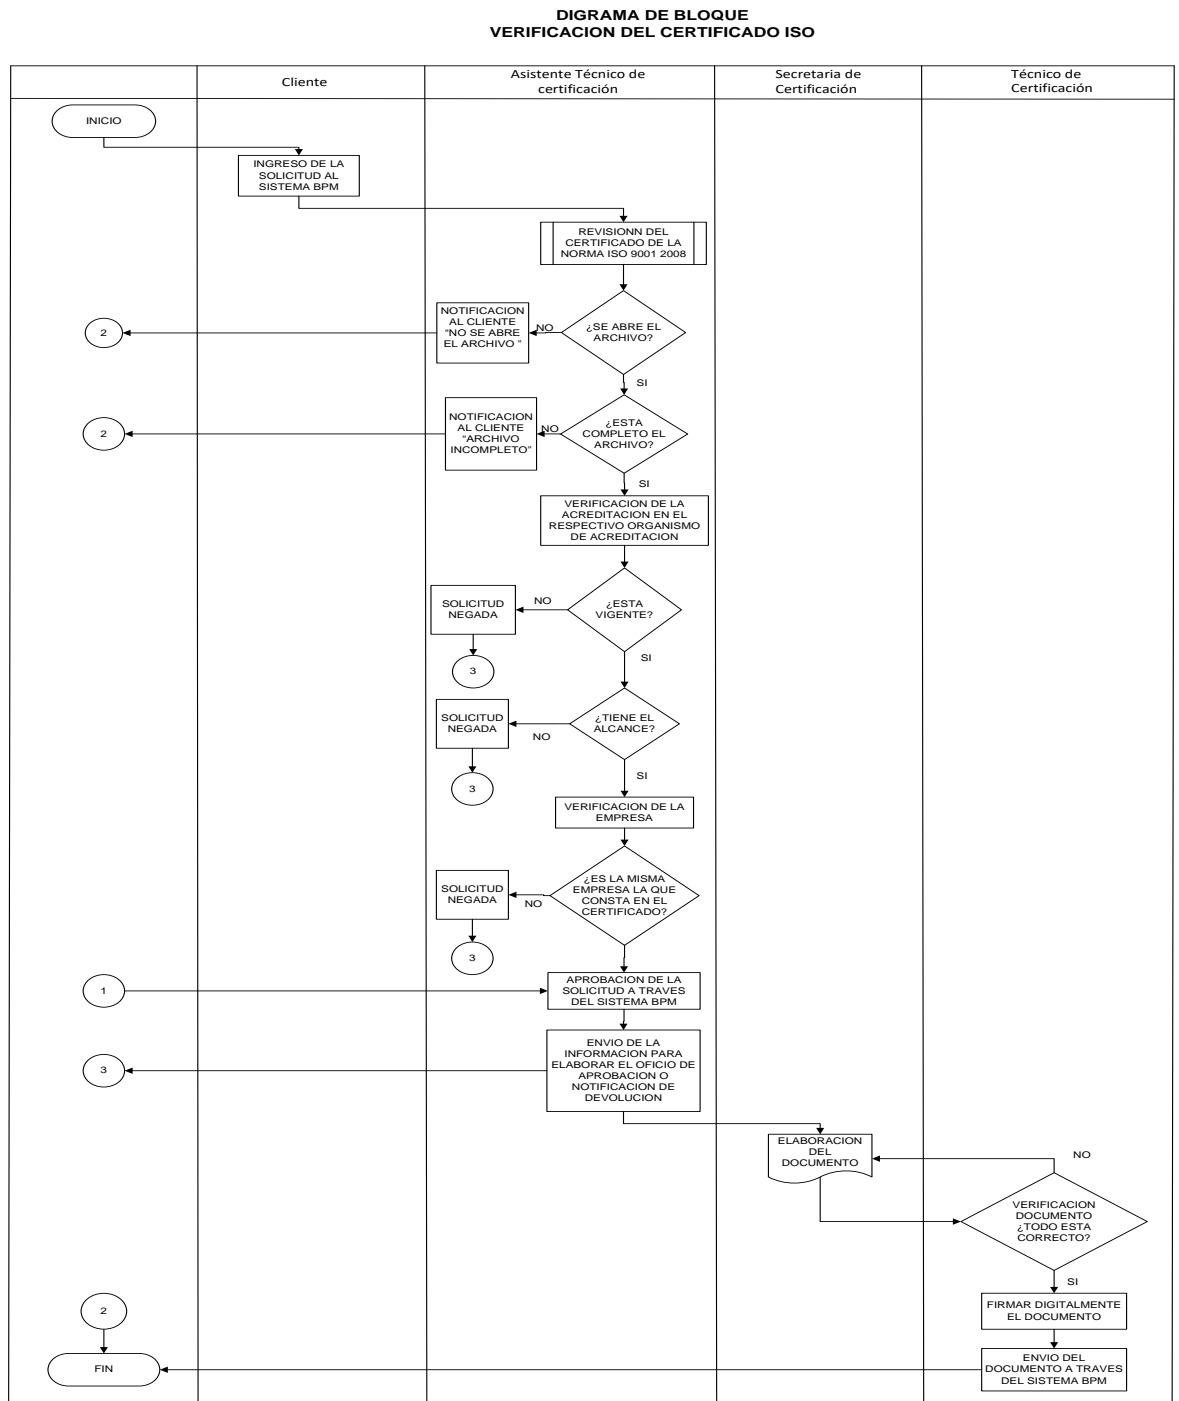 DIGRAMA DE BLOQUE
VERIFICACION DEL CERTIFICADO ISO
Cliente
Asistente Técnico de
certificación
Secretaria de
Certificación
Técnico de
Certificación
INICIO
INGRESO DE LA
SOLICITUD AL
SISTEMA BPM
REVISIONN DEL
CERTIFICADO DE LA
NORMA ISO 9001 2008
2
NOTIFICACION
AL CLIENTE
“NO SE ABRE
EL ARCHIVO ”
NO
¿SE ABRE EL
ARCHIVO?
SI
2
NOTIFICACION
AL CLIENTE
“ARCHIVO
INCOMPLETO”
NO
¿ESTA
COMPLETO EL
ARCHIVO?
SI
VERIFICACION DE LA
ACREDITACION EN EL
RESPECTIVO ORGANISMO
DE ACREDITACION
SOLICITUD
NEGADA
NO
¿ESTA
VIGENTE?
SI
3
SOLICITUD
NEGADA
NO
¿TIENE EL
ALCANCE?
SI
3
VERIFICACION DE LA
EMPRESA
SOLICITUD
NEGADA
NO
¿ES LA MISMA
EMPRESA LA QUE
CONSTA EN EL
CERTIFICADO?
3
1
APROBACION DE LA
SOLICITUD A TRAVES
DEL SISTEMA BPM
3
ENVIO DE LA
INFORMACION PARA
ELABORAR EL OFICIO DE
APROBACION O
NOTIFICACION DE
DEVOLUCION
ELABORACION
DEL
DOCUMENTO
NO
VERIFICACION
DOCUMENTO
¿TODO ESTA
CORRECTO?
SI
2
FIRMAR DIGITALMENTE
EL DOCUMENTO
FIN
ENVIO DEL
DOCUMENTO A TRAVES
DEL SISTEMA BPM